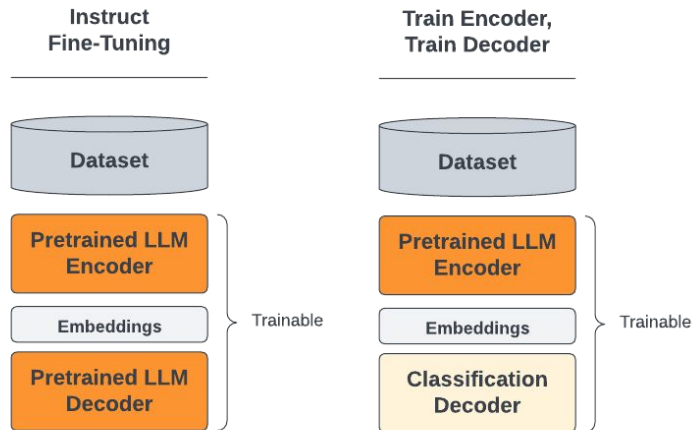 Instruct
Fine-Tuning
Dataset
Pretrained LLM
Encoder
Embeddings
Pretrained LLM
Decoder
Trainable
Train Encoder,
Train Decoder
Dataset
Pretrained LLM
Encoder
Embeddings
Classification
Decoder
Trainable